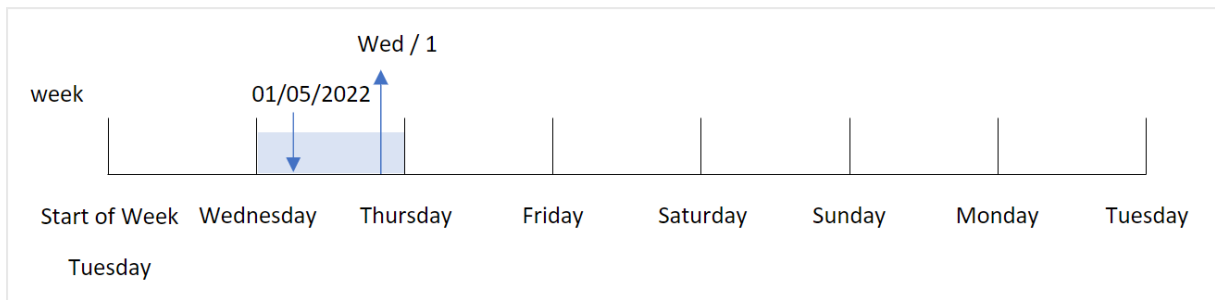 Wed / 1
week 01/05/2022
Start of Week Wednesday Thursday Friday Saturday Sunday Monday Tuesday
Tuesday